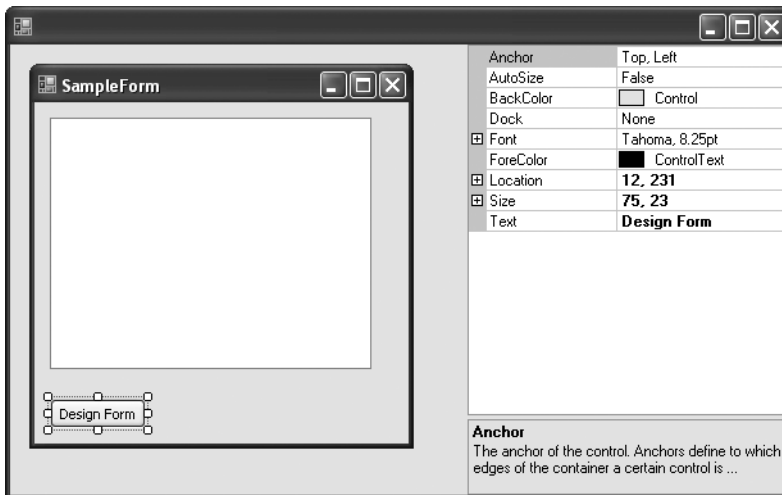 SampleForm
Design Form
Anchor Top, Left
AutoSize False
BackColor Control
Dock None
Font Tahoma, 8.25pt
ForeColor ControlText
Location 12, 231
Size 75, 23
Text Design Form
Anchor
The anchor of the control. Anchors define to which
edges of the container a certain control is ...